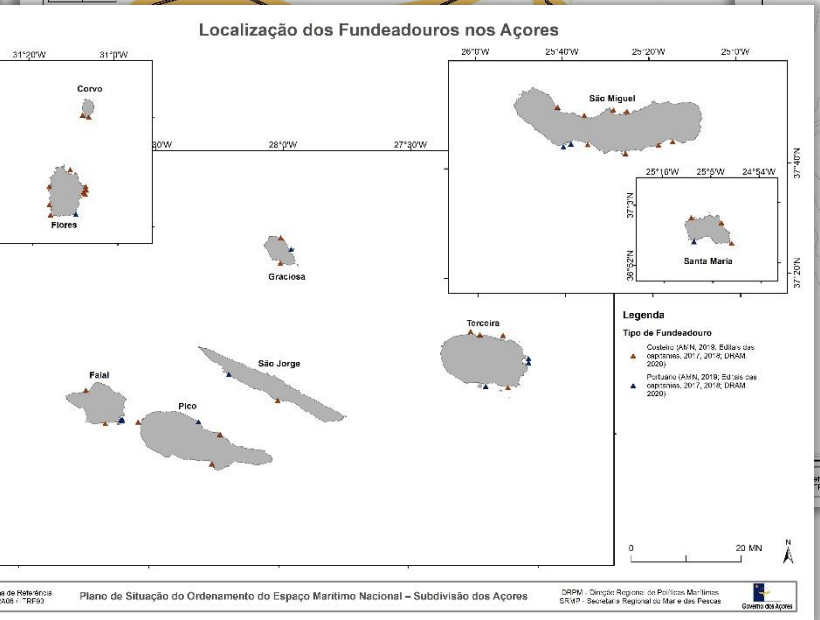 Localização dos Fundeadouros nos Açores
31°20'W 31°0'W
26°0'W 25°40'W 25°20'W 25°0'W
Corvo
São Miguel
28°0'W 27°30'W
37°40'N
25°5'W 24°54'W
37°3'N
Flores
Graciosa
Santa Maria
37°20'N
Legenda
Tipo de Fundeadouro
Terceira
Costeiro (AMN, 2019; Editais das
capitanias, 2017, 2018; DRAM,
2020)
São Jorge
Faial
Portuário (AMN, 2019; Editais das
capitanias, 2017, 2018; DRAM,
2020)
Pico
0 20 MN
N
de Referência
Plano de Situação do Ordenamento do Espaço Marítimo Nacional – Subdivisão dos Açores
DRPM - Direção Regional de Políticas Marítimas
SRMP - Secretaria Regional do Mar e das Pescas
Governo dos Açores